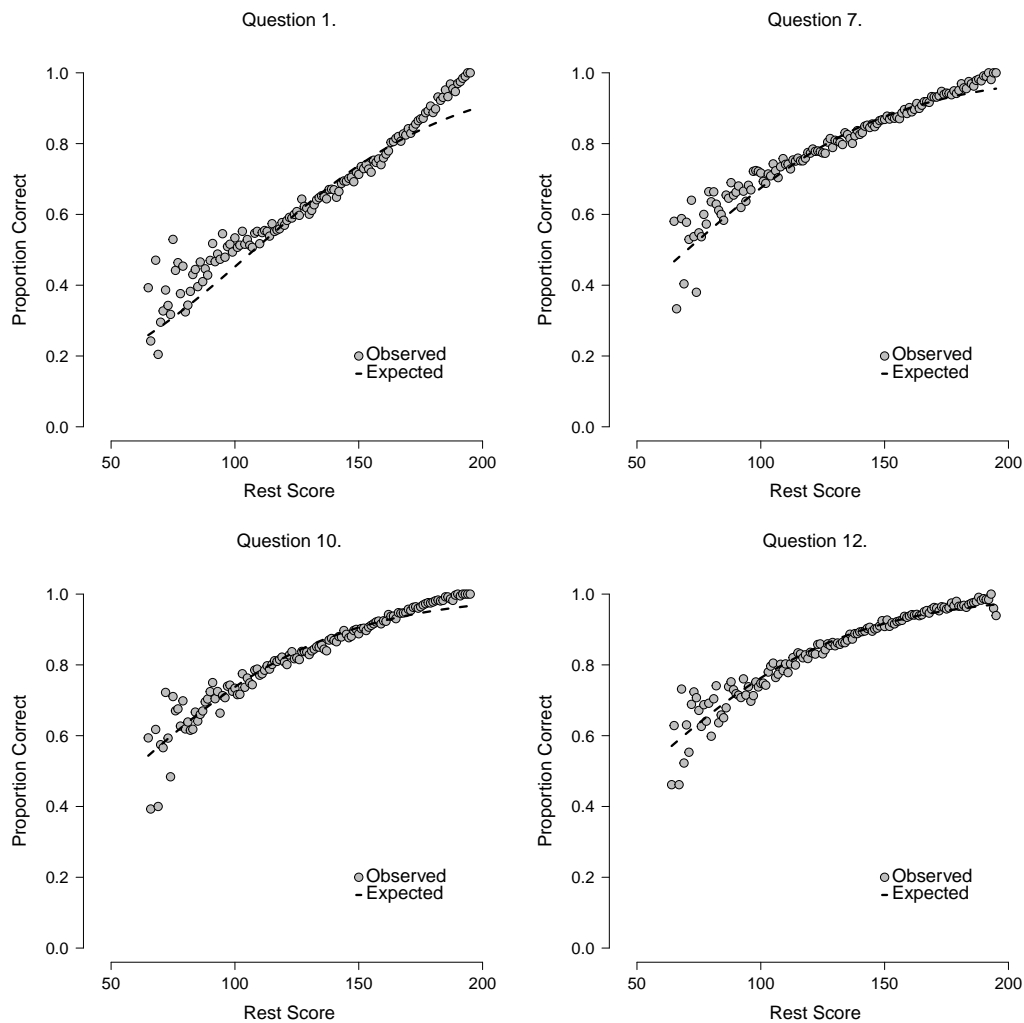 Question 1.
Proportion Correct
1.0
0.8
0.6
0.4
0.2
0.0
Observed
Expected
50 100 150 200
Rest Score
Question 7.
Proportion Correct
1.0
0.8
0.6
0.4
0.2
0.0
Observed
Expected
50 100 150 200
Rest Score
Question 10.
Proportion Correct
1.0
0.8
0.6
0.4
0.2
0.0
Observed
Expected
50 100 150 200
Rest Score
Question 12.
Proportion Correct
1.0
0.8
0.6
0.4
0.2
0.0
Observed
Expected
50 100 150 200
Rest Score